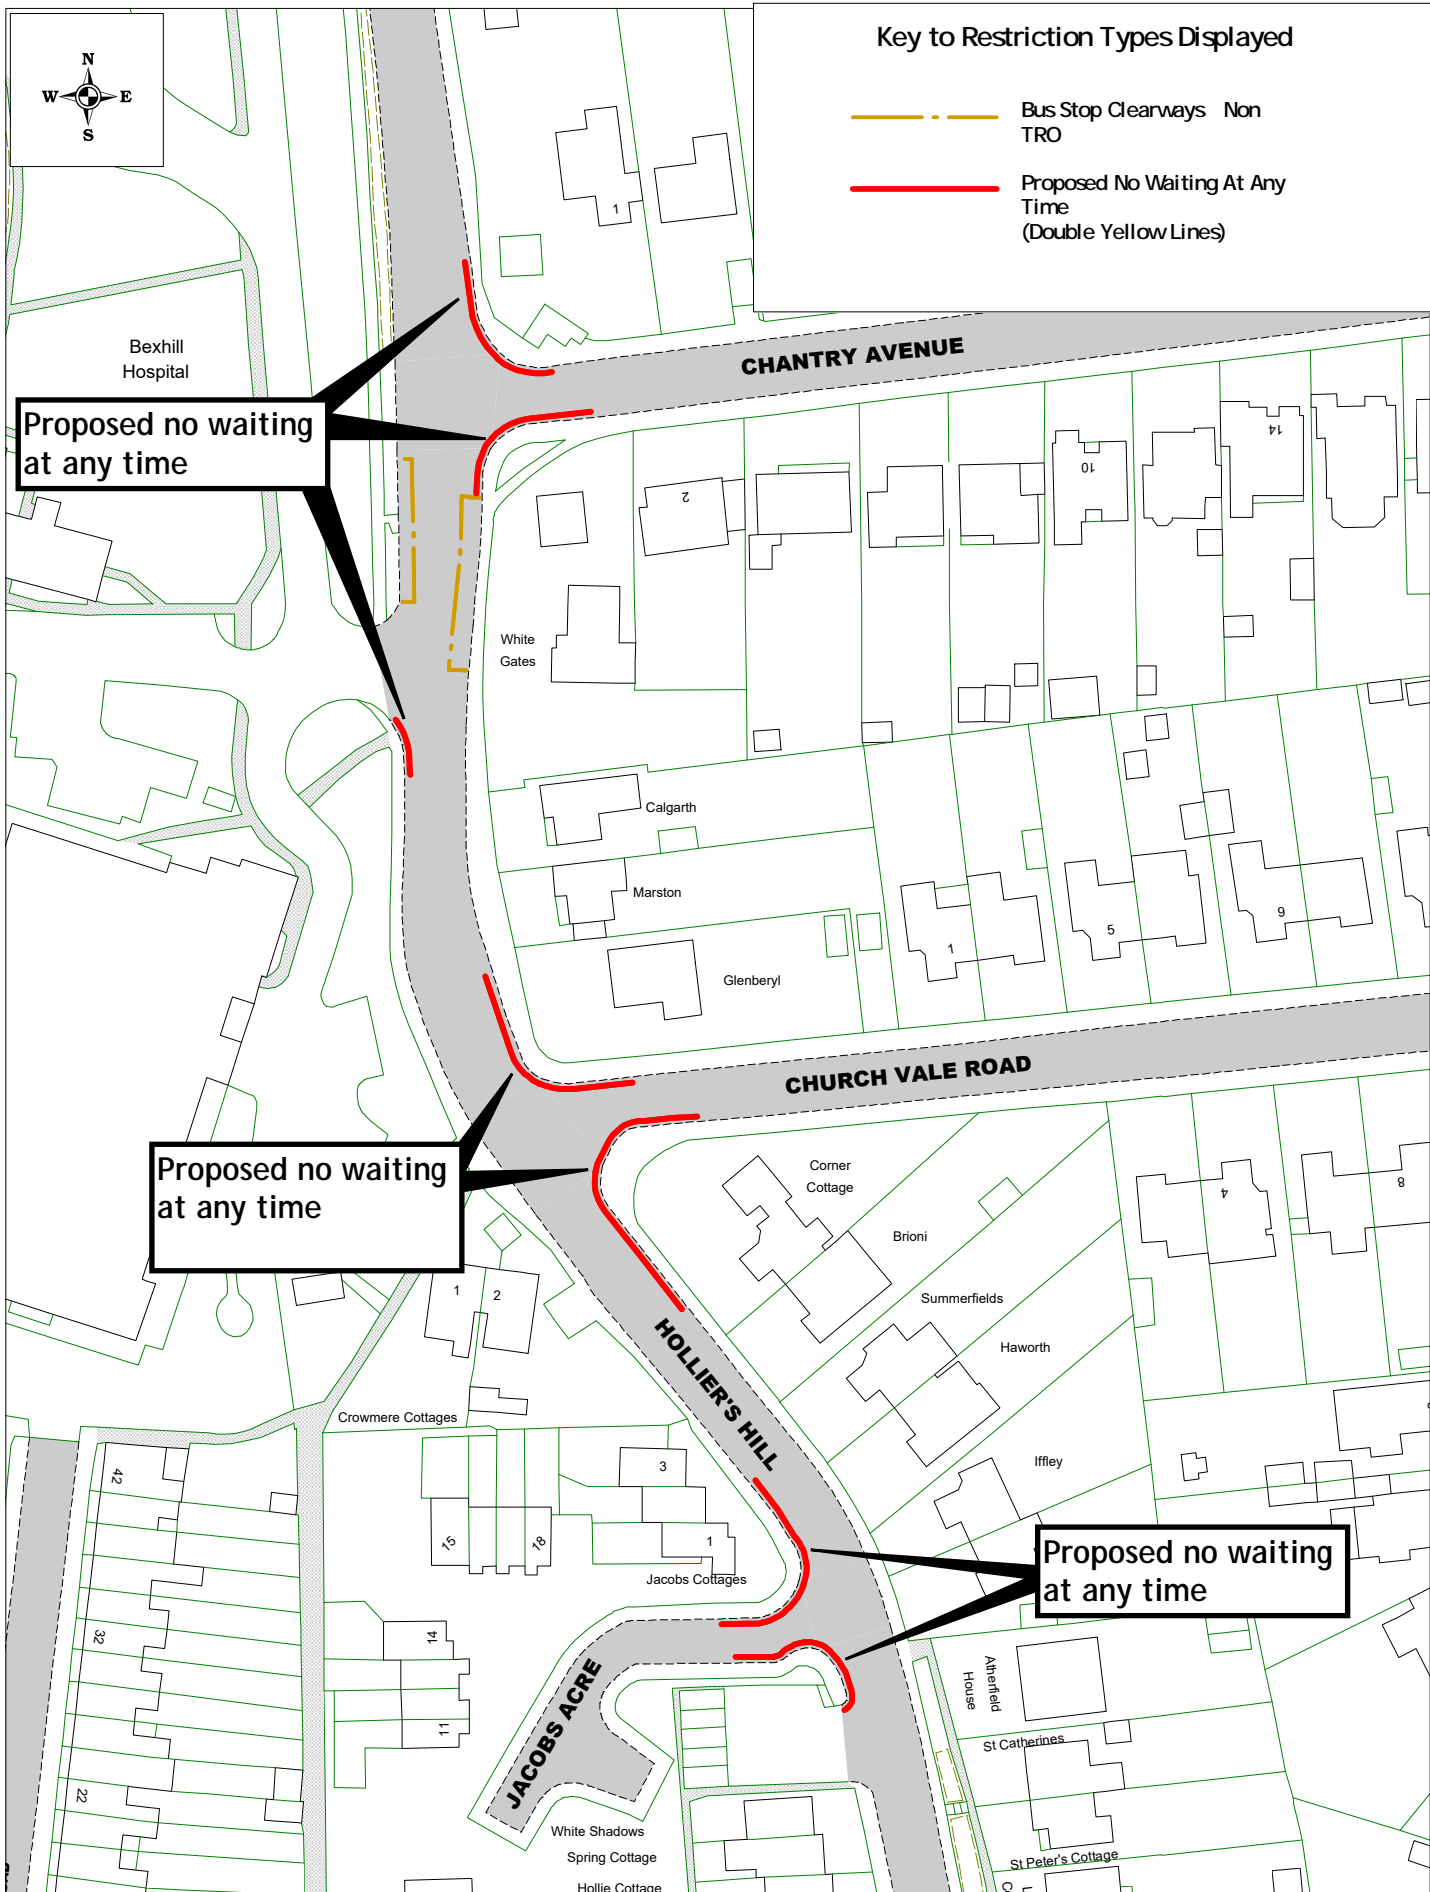 Key to Restriction Types Displayed
N
W E
S
Bus Stop Clearways Non
TRO
Proposed No Waiting At Any
Time
(Double Yellow Lines)
1
Bexhill
Hospital
CHANTRY AVENUE
Proposed no waiting
at any time
2
10
14
White
Gates
Calgarth
Marston
Glenberyl
1
5
9
CHURCH VALE ROAD
Proposed no waiting
at any time
Corner
Cottage
4
8
Brioni
Summerfields
Haworth
Iffley
1
2
HOLLIER'S HILL
Crowmere Cottages
42
3
15
18
1
Jacobs Cottages
Proposed no waiting
at any time
32
14
11
22
JACOBS ACRE
Atherfield
House
St Catherines
White Shadows
Spring Cottage
Hollie Cottage
St Peter's Cottage